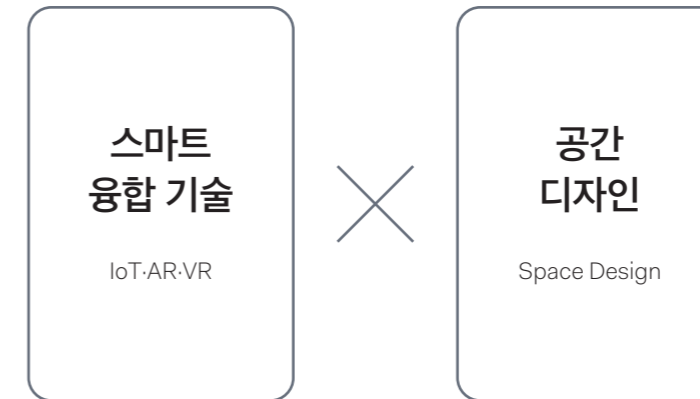 스마트
융합 기술
IoT·AR·VR
공간
디자인
Space Design